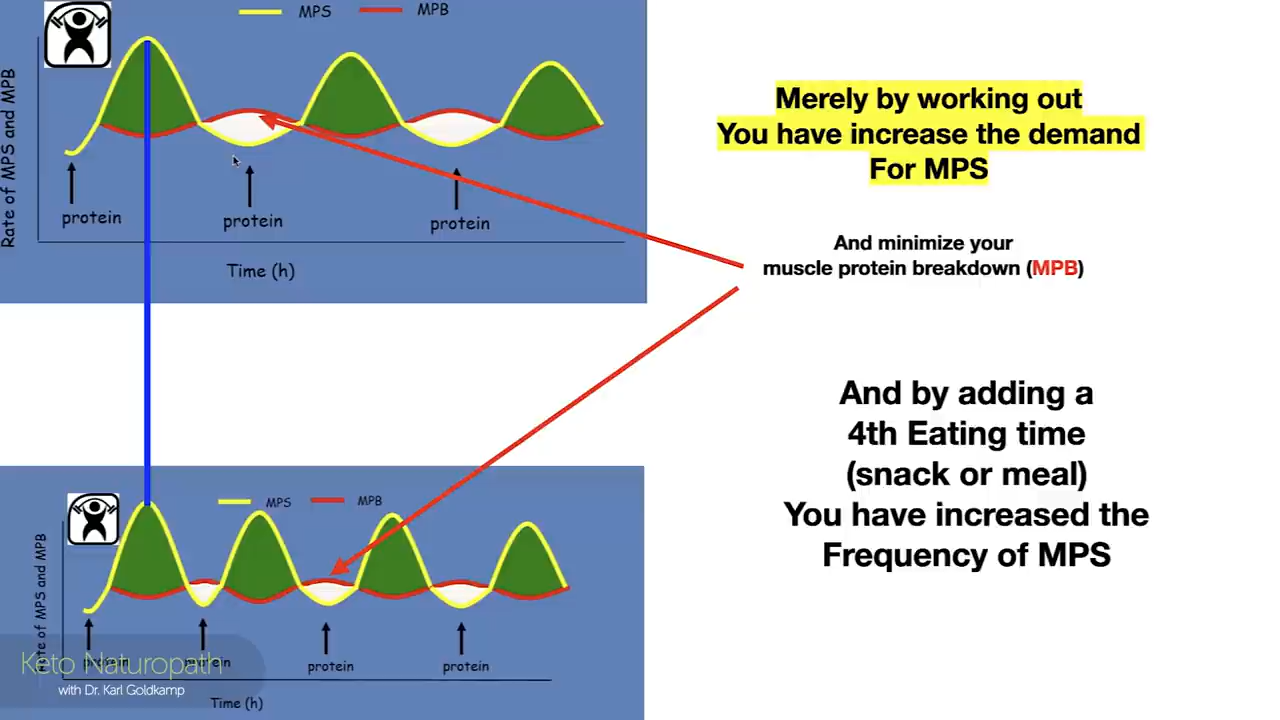 MPS MPB
Rate of MPS and MPB
protein
protein
protein
Time (h)
Merely by working out
You have increase the demand
For MPS
And minimize your
muscle protein breakdown (MPB)
And by adding a
4th Eating time
(snack or meal)
You have increased the
Frequency of MPS
MPS MPB
Rate of MPS and MPB
protein
protein
protein
protein
Time (h)
Keto Naturopath
with Dr. Karl Goldkamp